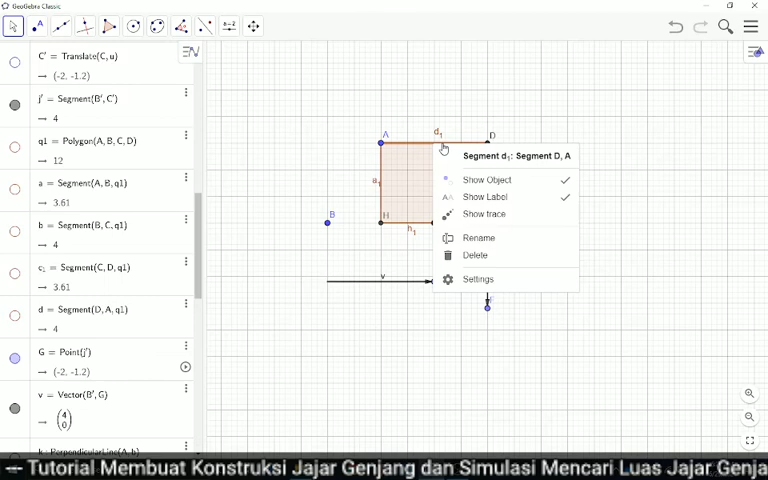 GeoGebra Classic
a=2
C' = Translate(C, u)
→ (-2, -1.2)
j' = Segment(B', C')
→ 4
q1 = Polygon(A, B, C, D)
→ 12
a = Segment(A, B, q1)
→ 3.61
b = Segment(B, C, q1)
→ 4
c₁ = Segment(C, D, q1)
→ 3.61
d = Segment(D, A, q1)
→ 4
G = Point(j')
→ (-2, -1.2)
v = Vector(B', G)
→ (4 0)
k : PerpendicularLine(A, b)
A
d₁
D
a₁
B
H
h₁
v
F
Segment d₁: Segment D, A
Show Object
AA Show Label
Show trace
Rename
Delete
Settings
Tutorial Membuat Konstruksi Jajar Genjang dan Simulasi Mencari Luas Jajar Genja